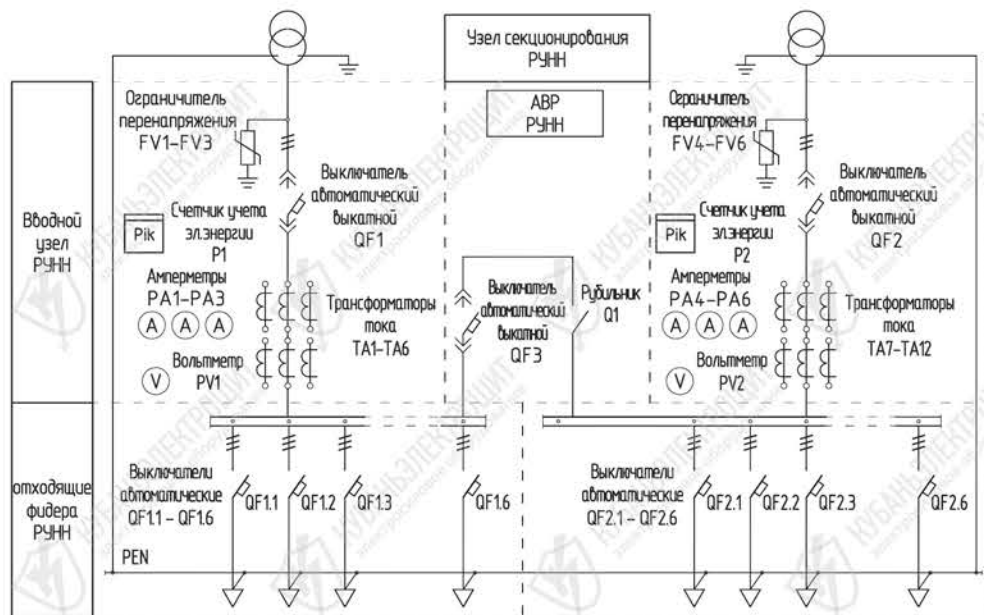 Узел секционирования
РУНН
АВР
РУНН
Вводной
узел
РУНН
Ограничитель
перенапряжения
FV1-FV3
Выключатель
автоматический
выкатной
QF1
Счетчик учета
эл.энергии
P1
Pik
Амперметры
PA1-PA3
A A A
Трансформаторы
тока
TA1-TA6
Вольтметр
PV1
V
Выключатель
автоматический
выкатной
QF3
Рубильник
Q1
Ограничитель
перенапряжения
FV4-FV6
Выключатель
автоматический
выкатной
QF2
Счетчик учета
эл.энергии
P2
Pik
Амперметры
PA4-PA6
A A A
Трансформаторы
тока
TA7-TA12
Вольтметр
PV2
V
отходящие
фидера
РУНН
Выключатели
автоматические
QF1.1 - QF1.6
QF1.1
QF1.2
QF1.3
QF1.6
Выключатели
автоматические
QF2.1 - QF2.6
QF2.1
QF2.2
QF2.3
QF2.6
PEN
КУБАНЬЭЛЕКТРОЩИТ